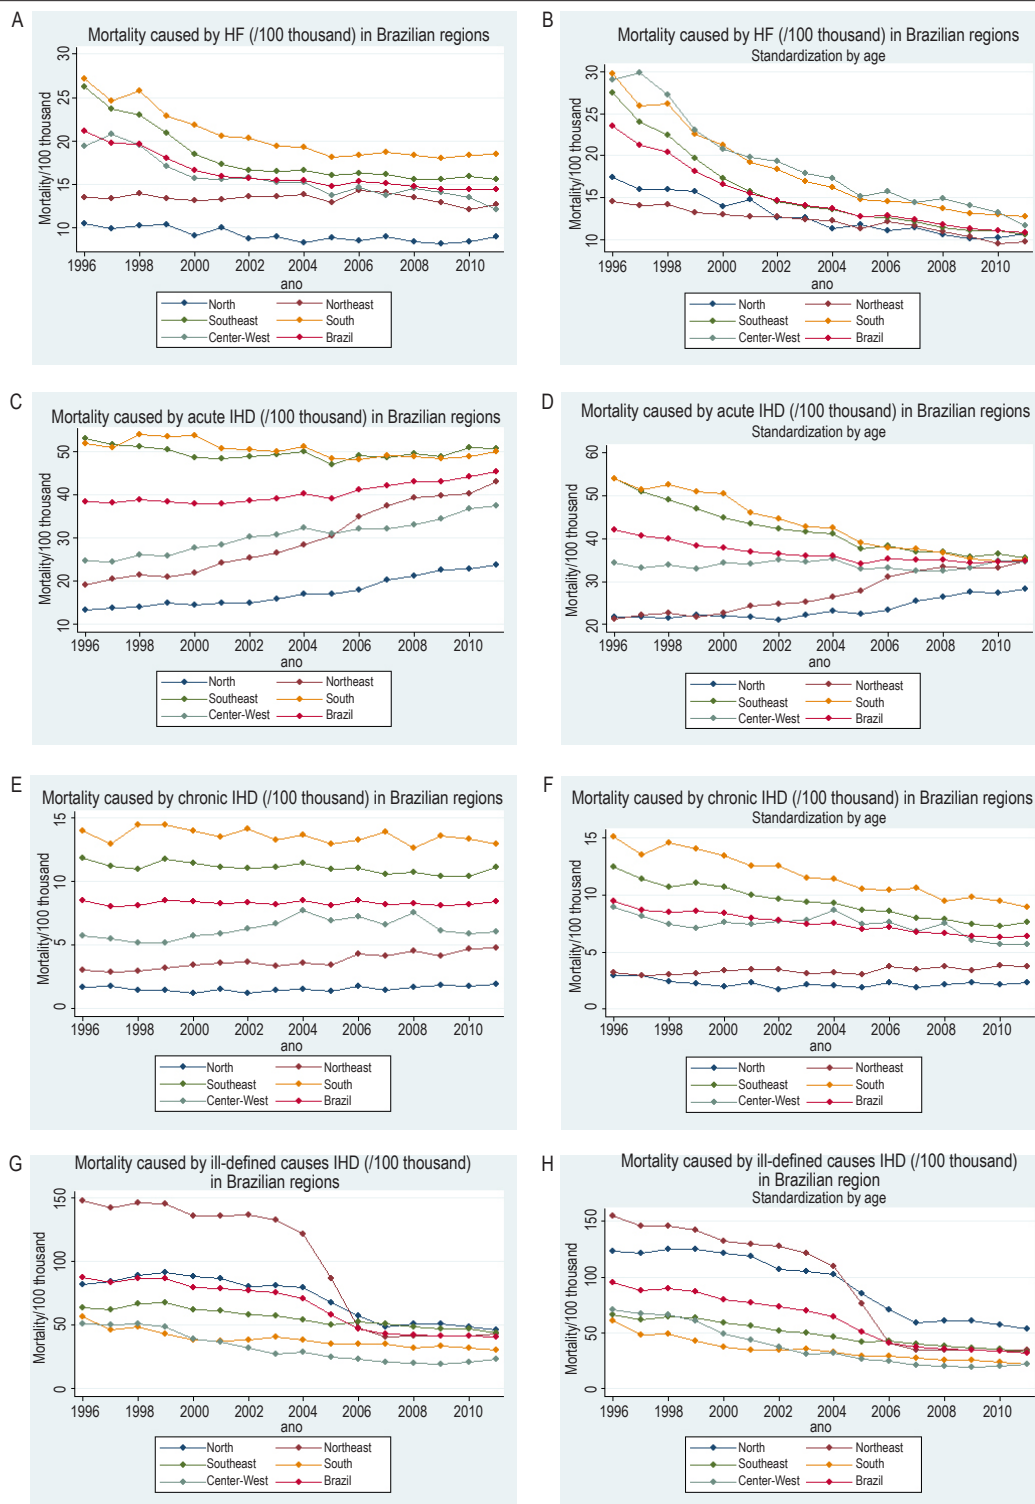 A
Mortality caused by HF (/100 thousand) in Brazilian regions
Mortality/100 thousand
30
25
20
15
10
1996 1998 2000 2002 2004 2006 2008 2010
ano
North Northeast
Southeast South
Center-West Brazil
B
Mortality caused by HF (/100 thousand) in Brazilian regions
Standardization by age
Mortality/100 thousand
30
25
20
15
10
1996 1998 2000 2002 2004 2006 2008 2010
ano
North Northeast
Southeast South
Center-West Brazil
C
Mortality caused by acute IHD (/100 thousand) in Brazilian regions
Mortality/100 thousand
50
40
30
20
10
1996 1998 2000 2002 2004 2006 2008 2010
ano
North Northeast
Southeast South
Center-West Brazil
D
Mortality caused by acute IHD (/100 thousand) in Brazilian regions
Standardization by age
Mortality/100 thousand
60
50
40
30
20
1996 1998 2000 2002 2004 2006 2008 2010
ano
North Northeast
Southeast South
Center-West Brazil
E
Mortality caused by chronic IHD (/100 thousand) in Brazilian regions
Mortality/100 thousand
15
10
5
0
1996 1998 2000 2002 2004 2006 2008 2010
ano
North Northeast
Southeast South
Center-West Brazil
F
Mortality caused by chronic IHD (/100 thousand) in Brazilian regions
Standardization by age
Mortality/100 thousand
15
10
5
0
1996 1998 2000 2002 2004 2006 2008 2010
ano
North Northeast
Southeast South
Center-West Brazil
G
Mortality caused by ill-defined causes IHD (/100 thousand)
in Brazilian regions
Mortality/100 thousand
150
100
50
0
1996 1998 2000 2002 2004 2006 2008 2010
ano
North Northeast
Southeast South
Center-West Brazil
H
Mortality caused by ill-defined causes IHD (/100 thousand)
in Brazilian region
Standardization by age
Mortality/100 thousand
150
100
50
0
1996 1998 2000 2002 2004 2006 2008 2010
ano
North Northeast
Southeast South
Center-West Brazil